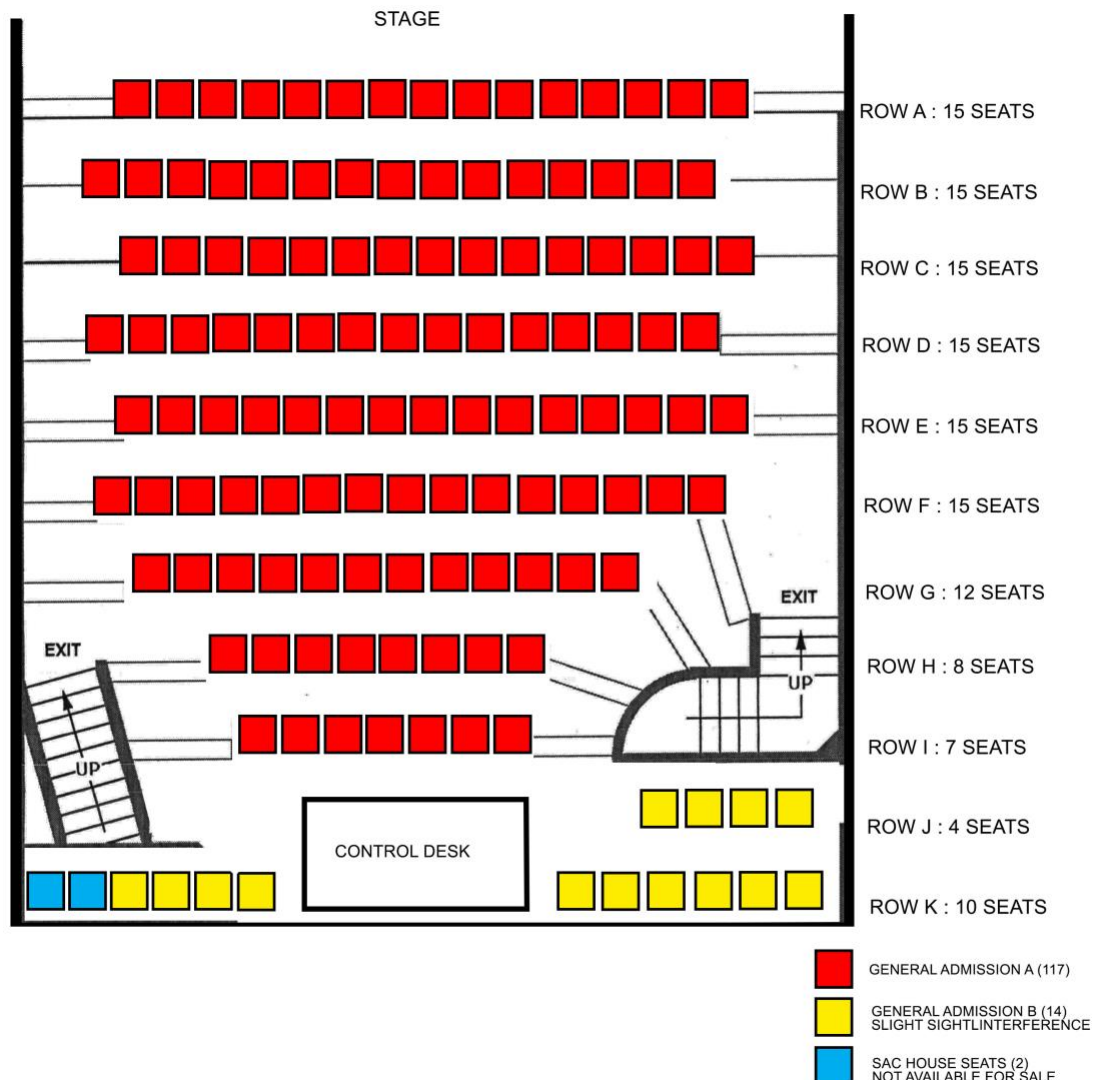 STAGE
ROW A : 15 SEATS
ROW B : 15 SEATS
ROW C : 15 SEATS
ROW D : 15 SEATS
ROW E : 15 SEATS
ROW F : 15 SEATS
ROW G : 12 SEATS
EXIT
EXIT
ROW H : 8 SEATS
UP
ROW I : 7 SEATS
UP
ROW J : 4 SEATS
CONTROL DESK
ROW K : 10 SEATS
GENERAL ADMISSION A (117)
GENERAL ADMISSION B (14)
SLIGHT SIGHTLINTERFERENCE
SAC HOUSE SEATS (2)
NOT AVAILABLE FOR SALE